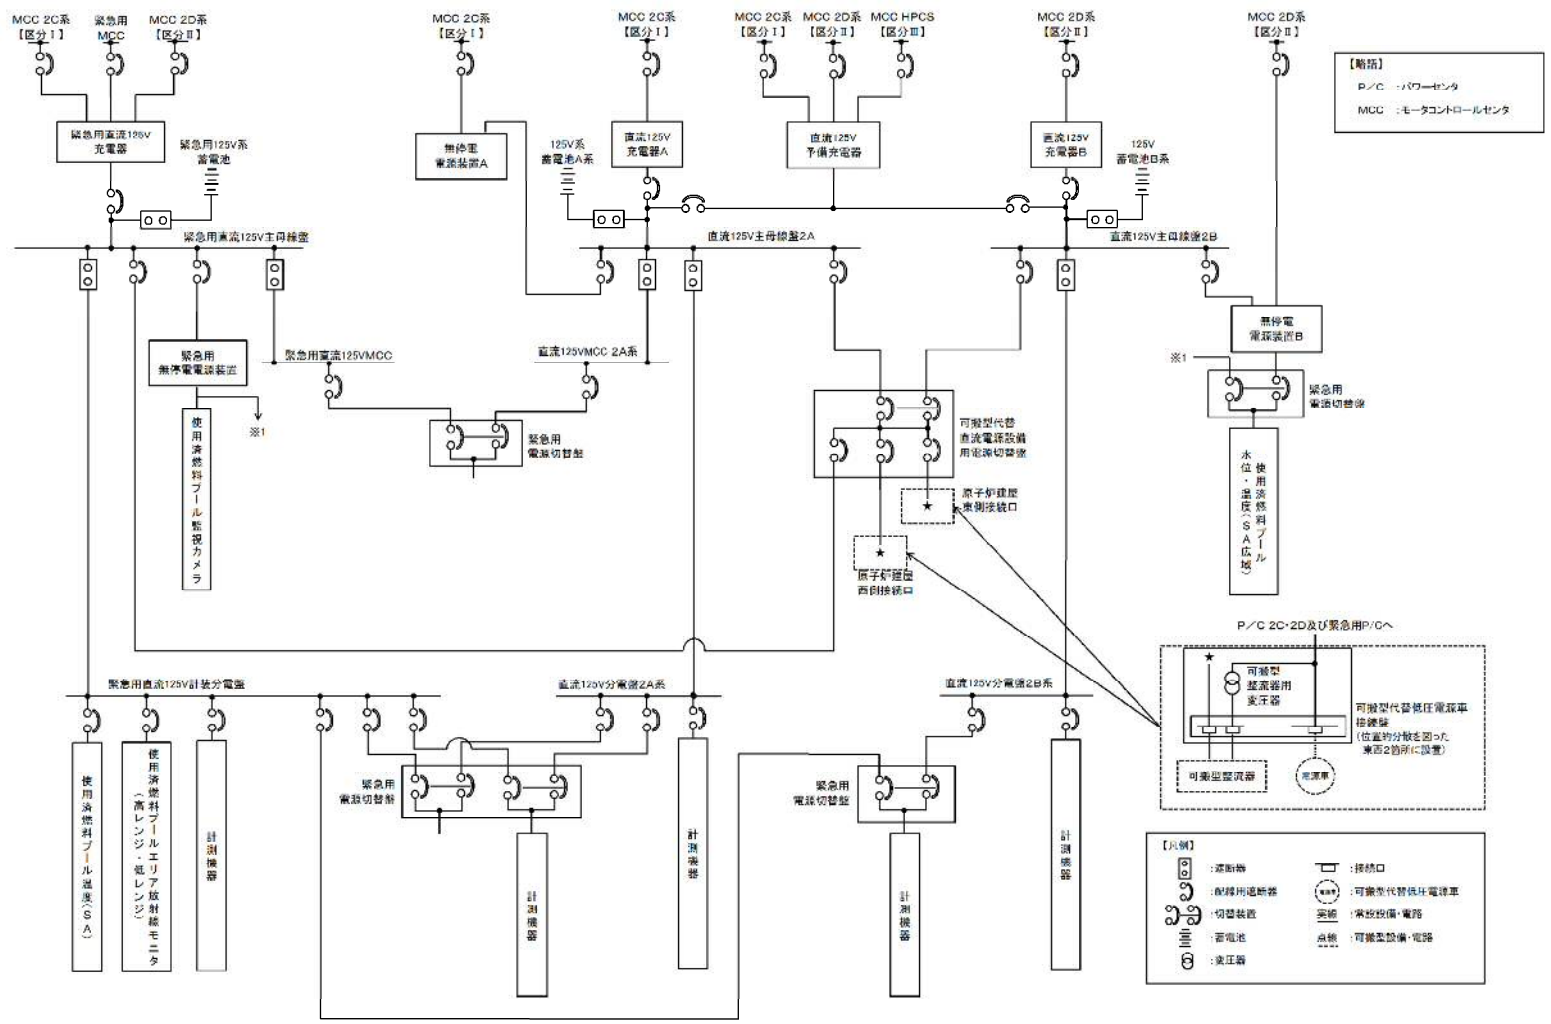 MCC 2C系
【区分Ⅰ】
緊急用
MCC
MCC 2D系
【区分Ⅱ】
MCC 2C系
【区分Ⅰ】
MCC 2C系
【区分Ⅰ】
MCC 2C系
【区分Ⅰ】
MCC 2D系
【区分Ⅱ】
MCC HPCS
【区分Ⅲ】
MCC 2D系
【区分Ⅱ】
MCC 2D系
【区分Ⅱ】
【略語】
P/C :パワーセンタ
MCC :モータコントロールセンタ
緊急用直流125V
充電器
緊急用125V系
蓄電池
無停電
電源装置A
125V系
蓄電池A系
直流125V
充電器A
直流125V
予備充電器
直流125V
充電器B
125V
蓄電池B系
緊急用直流125V主母線盤
直流125V主母線盤2A
直流125V主母線盤2B
無停電
電源装置B
緊急用
無停電電源装置
緊急用直流125VMCC
直流125VMCC 2A系
※1
緊急用
電源切替盤
※1
緊急用
電源切替盤
可搬型代替
直流電源設備
用電源切替盤
使用済燃料プール監視カメラ
使用済燃料プール
水位・温度(SA広域)
★
原子炉建屋
東側接続口
★
原子炉建屋
西側接続口
P/C 2C・2D及び緊急用P/Cへ
★
可搬型
整流器用
変圧器
可搬型代替低圧電源車
接続盤
(位置的分散を図った
東西2箇所に設置)
可搬型整流器
電源車
緊急用直流125V計装分電盤
直流125V分電盤2A系
直流125V分電盤2B系
緊急用
電源切替盤
緊急用
電源切替盤
使用済燃料プール温度(SA)
使用済燃料プールエリア放射線モニタ
(高レンジ・低レンジ)
計測機器
計測機器
計測機器
計測機器
計測機器
【凡例】
:遮断器
:配線用遮断器
:切替装置
:蓄電池
:変圧器
:接続口
電源車 :可搬型代替低圧電源車
実線 :常設設備・電路
点線 :可搬型設備・電路